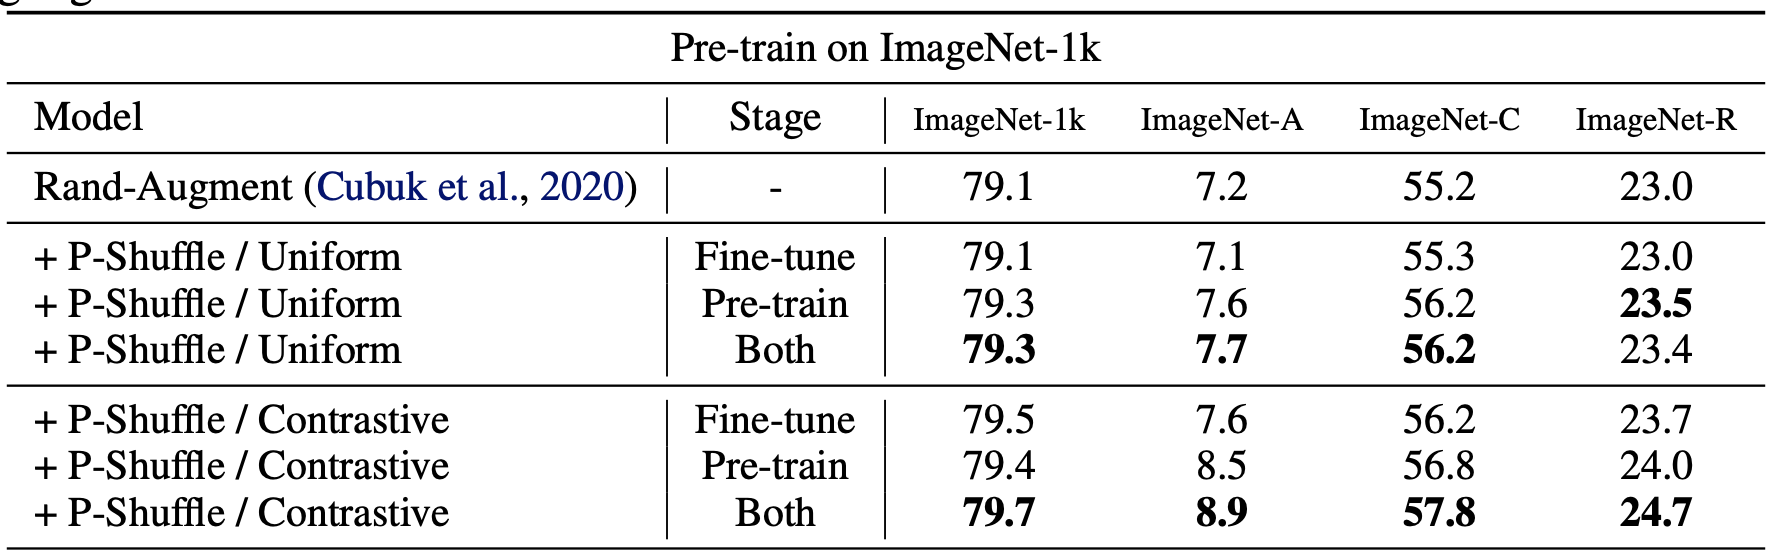 Pre-train on ImageNet-1k
Model Stage ImageNet-1k ImageNet-A ImageNet-C ImageNet-R
Rand-Augment (Cubuk et al., 2020) - 79.1 7.2 55.2 23.0
+ P-Shuffle / Uniform Fine-tune 79.1 7.1 55.3 23.0
+ P-Shuffle / Uniform Pre-train 79.3 7.6 56.2 23.5
+ P-Shuffle / Uniform Both 79.3 7.7 56.2 23.4
+ P-Shuffle / Contrastive Fine-tune 79.5 7.6 56.2 23.7
+ P-Shuffle / Contrastive Pre-train 79.4 8.5 56.8 24.0
+ P-Shuffle / Contrastive Both 79.7 8.9 57.8 24.7